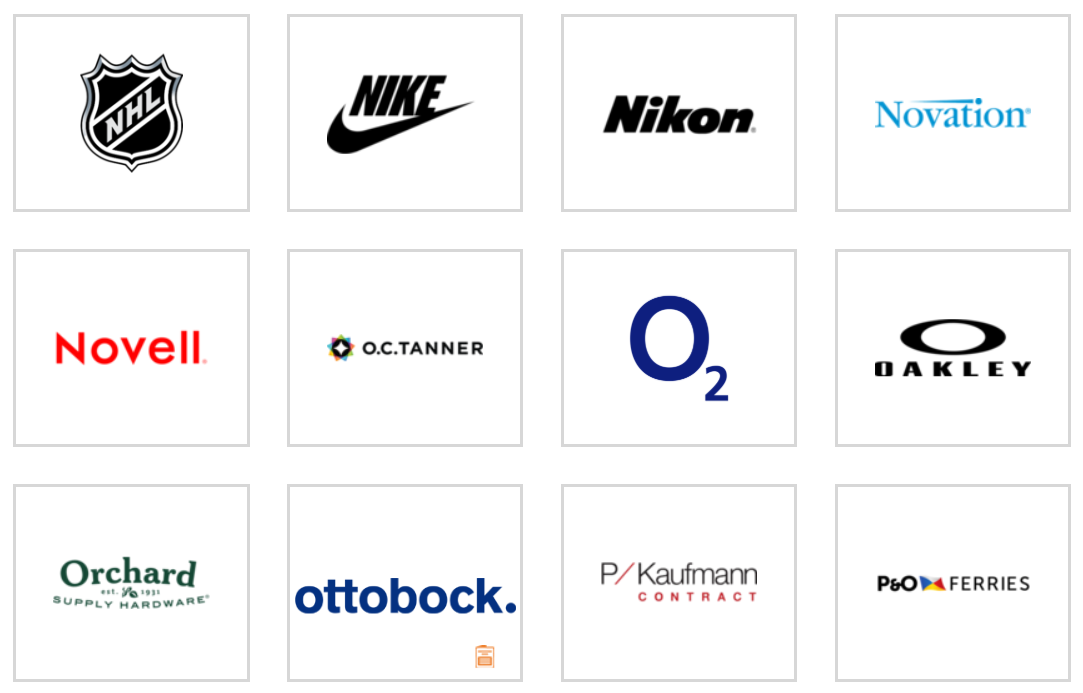 NHL
NIKE
Nikon®
Novation®
Novell®
O.C.TANNER
O2
OAKLEY
Orchard
est. 1931
SUPPLY HARDWARE®
ottobock.
P/Kaufmann
CONTRACT
P&O FERRIES